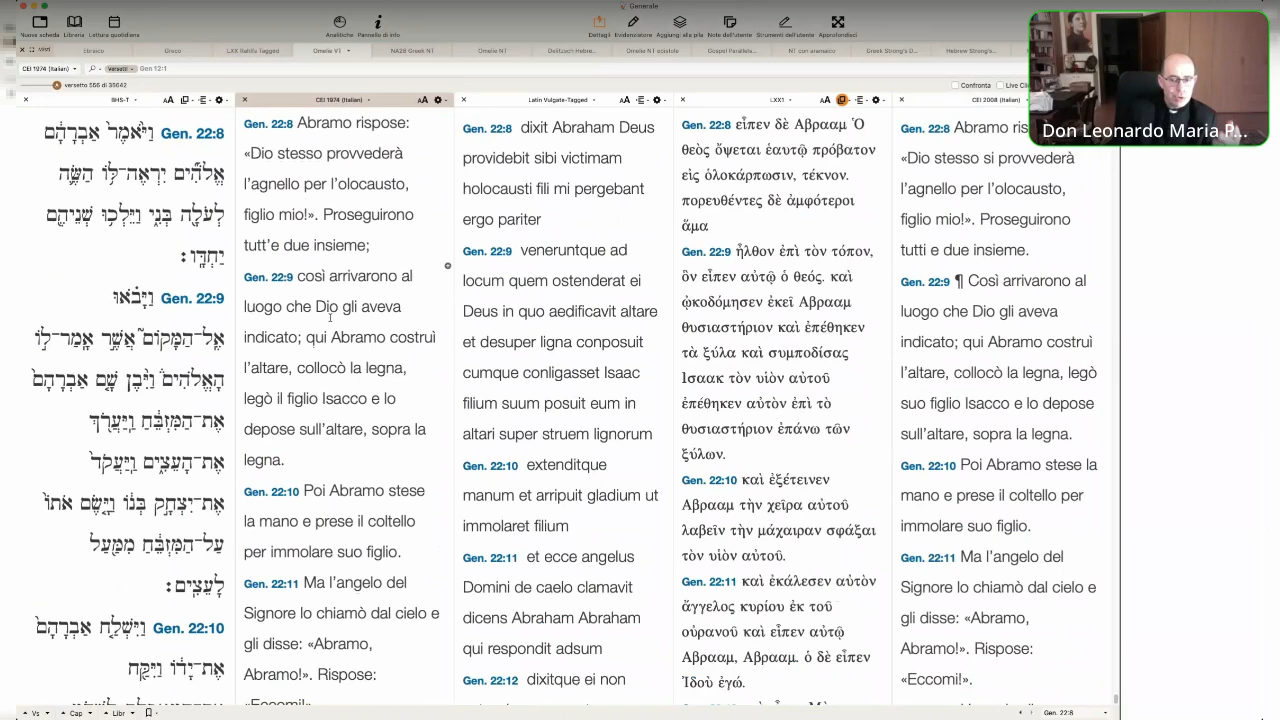 Generale
Nuova scheda
Libreria
Lettura quotidiana
Analitiche
Pannello di info
Dettagli
Evidenziatore
Aggiungi alla pila
Note dell'utente
Strumenti dell'utente
Approfondisci
Ebraico
Greco
LXX Rahlfs Tagged
Omelie VT
NA28 Greek NT
Omelie NT
Delitzsch-Hebre...
Omelie NT epistole
Gospel Parallels...
NT con aramaico
Greek Strong's D...
Hebrew Strong's...
CEI 1974 (Italian)
versetti
Gen 12:1
versetto 556 di 35642
Confronta
BHS-T
CEI 1974 (Italian)
Latin Vulgate-Tagged
LXX1
CEI 2008 (Italian)
Don Leonardo Maria P...
Gen. 22:8 וַיֹּ֙אמֶר֙ אַבְרָהָ֔ם
אֱלֹהִ֞ים יִרְאֶה־לּ֥וֹ הַשֶּׂ֛ה
לְעֹלָ֖ה בְּנִ֑י וַיֵּלְכ֥וּ שְׁנֵיהֶ֖ם
יַחְדָּֽו׃
Gen. 22:9 וַיָּבֹ֗אוּ
אֶֽל־הַמָּקוֹם֮ אֲשֶׁ֣ר אָֽמַר־ל֣וֹ
הָאֱלֹהִים֒ וַיִּ֨בֶן שָׁ֤ם אַבְרָהָם֙
אֶת־הַמִּזְבֵּ֔חַ וַֽיַּעֲרֹ֖ךְ
אֶת־הָעֵצִ֑ים וַֽיַּעֲקֹד֙
אֶת־יִצְחָ֣ק בְּנ֔וֹ וַיָּ֤שֶׂם אֹתוֹ֙
עַל־הַמִּזְבֵּ֔חַ מִמַּ֖עַל
לָעֵצִֽים׃
Gen. 22:10 וַיִּשְׁלַ֤ח אַבְרָהָם֙
אֶת־יָד֔וֹ וַיִּקַּ֖ח
Gen. 22:8 Abramo rispose:
«Dio stesso provvederà
l'agnello per l'olocausto,
figlio mio!». Proseguirono
tutt'e due insieme;
Gen. 22:9 così arrivarono al
luogo che Dio gli aveva
indicato; qui Abramo costruì
l'altare, collocò la legna,
legò il figlio Isacco e lo
depose sull'altare, sopra la
legna.
Gen. 22:10 Poi Abramo stese
la mano e prese il coltello
per immolare suo figlio.
Gen. 22:11 Ma l'angelo del
Signore lo chiamò dal cielo e
gli disse: «Abramo,
Abramo!». Rispose:
«Eccomi!».
Gen. 22:8 dixit Abraham Deus
providebit sibi victimam
holocausti fili mi pergebant
ergo pariter
Gen. 22:9 veneruntque ad
locum quem ostenderat ei
Deus in quo aedificavit altare
et desuper ligna conposuit
cumque conligasset Isaac
filium suum posuit eum in
altari super struem lignorum
Gen. 22:10 extenditque
manum et arripuit gladium ut
immolaret filium
Gen. 22:11 et ecce angelus
Domini de caelo clamavit
dicens Abraham Abraham
qui respondit adsum
Gen. 22:12 dixitque ei non
Gen. 22:8 εἶπεν δὲ Αβρααμ Ὁ
θεὸς ὄψεται ἑαυτῷ πρόβατον
εἰς ὁλοκάρπωσιν, τέκνον.
πορευθέντες δὲ ἀμφότεροι
ἅμα
Gen. 22:9 ἦλθον ἐπὶ τὸν τόπον,
ὃν εἶπεν αὐτῷ ὁ θεός. καὶ
ᾠκοδόμησεν ἐκεῖ Αβρααμ
θυσιαστήριον καὶ ἐπέθηκεν
τὰ ξύλα καὶ συμποδίσας
Ισαακ τὸν υἱὸν αὐτοῦ
ἐπέθηκεν αὐτὸν ἐπὶ τὸ
θυσιαστήριον ἐπάνω τῶν
ξύλων.
Gen. 22:10 καὶ ἐξέτεινεν
Αβρααμ τὴν χεῖρα αὐτοῦ
λαβεῖν τὴν μάχαιραν σφάξαι
τὸν υἱὸν αὐτοῦ.
Gen. 22:11 καὶ ἐκάλεσεν αὐτὸν
ἄγγελος κυρίου ἐκ τοῦ
οὐρανοῦ καὶ εἶπεν αὐτῷ
Αβρααμ, Αβρααμ. ὁ δὲ εἶπεν
Ἰδοὺ ἐγώ.
Gen. 22:8 Abramo ris
«Dio stesso si provvederà
l'agnello per l'olocausto,
figlio mio!». Proseguirono
tutti e due insieme.
Gen. 22:9 ¶ Così arrivarono al
luogo che Dio gli aveva
indicato; qui Abramo costruì
l'altare, collocò la legna, legò
suo figlio Isacco e lo depose
sull'altare, sopra la legna.
Gen. 22:10 Poi Abramo stese la
mano e prese il coltello per
immolare suo figlio.
Gen. 22:11 Ma l'angelo del
Signore lo chiamò dal cielo e
gli disse: «Abramo,
Abramo!». Rispose:
«Eccomi!».
Vs
Cap
Libr
Gen. 22:8